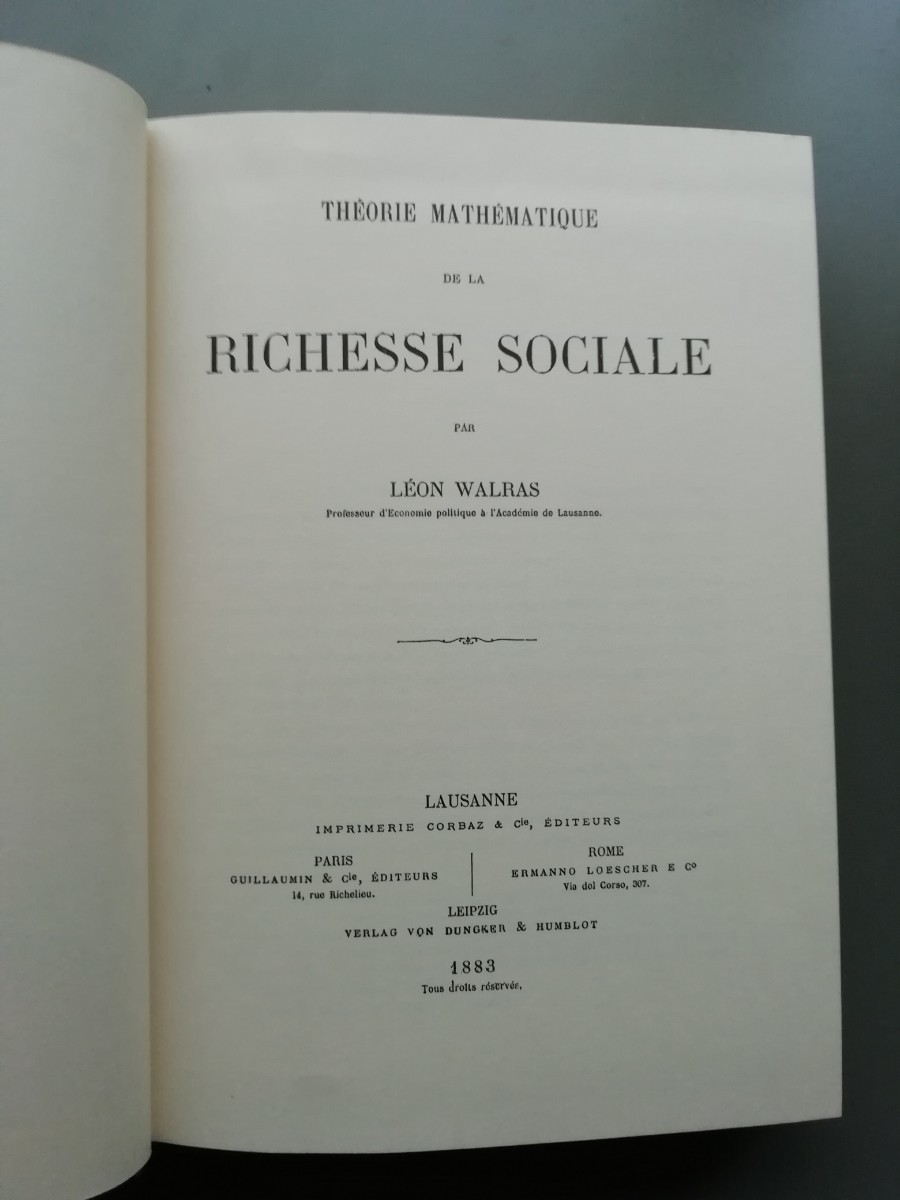 THÉORIE MATHÉMATIQUE
DE LA
RICHESSE SOCIALE
PAR
LÉON WALRAS
Professeur d'Economie politique à l'Académie de Lausanne.
LAUSANNE
IMPRIMERIE CORBAZ & Cie, ÉDITEURS
PARIS
GUILLAUMIN & Cie, ÉDITEURS
14, rue Richelieu.
ROME
ERMANNO LOESCHER E Co
Via del Corso, 307.
LEIPZIG
VERLAG VON DUNGKER & HUMBLOT
1883
Tous droits réservée.